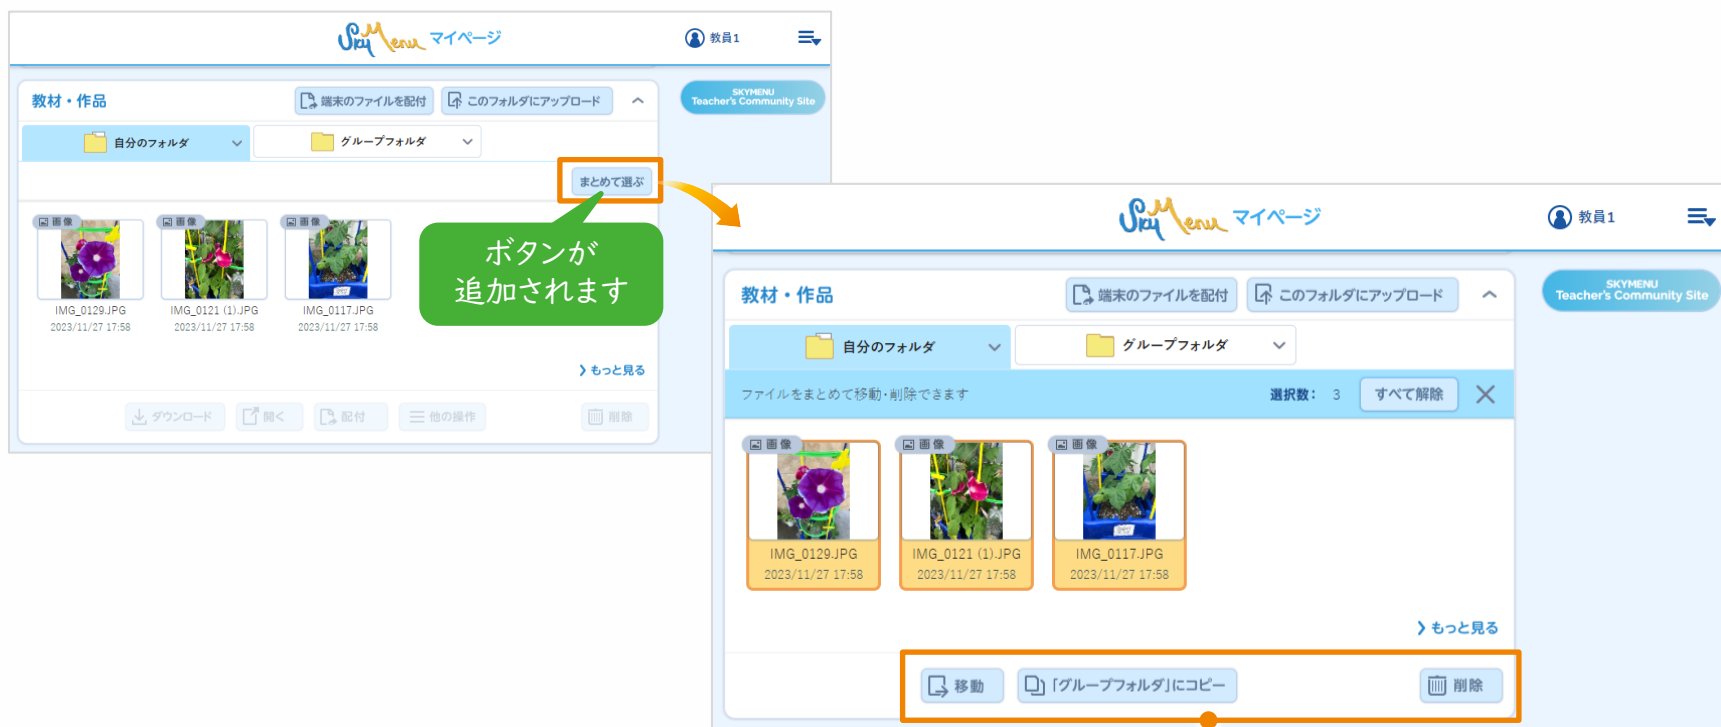 SkyMenu マイページ
教員1
教材・作品
端末のファイルを配付
このフォルダにアップロード
SKYMENU
Teacher's Community Site
自分のフォルダ
グループフォルダ
まとめて選ぶ
ボタンが
追加されます
画像
画像
画像
IMG_0129.JPG
2023/11/27 17:58
IMG_0121 (1).JPG
2023/11/27 17:58
IMG_0117.JPG
2023/11/27 17:58
もっと見る
ダウンロード
開く
配付
他の操作
削除
SkyMenu マイページ
教員1
教材・作品
端末のファイルを配付
このフォルダにアップロード
SKYMENU
Teacher's Community Site
自分のフォルダ
グループフォルダ
ファイルをまとめて移動・削除できます
選択数： 3
すべて解除
画像
画像
画像
IMG_0129.JPG
2023/11/27 17:58
IMG_0121 (1).JPG
2023/11/27 17:58
IMG_0117.JPG
2023/11/27 17:58
もっと見る
移動
「グループフォルダ」にコピー
削除